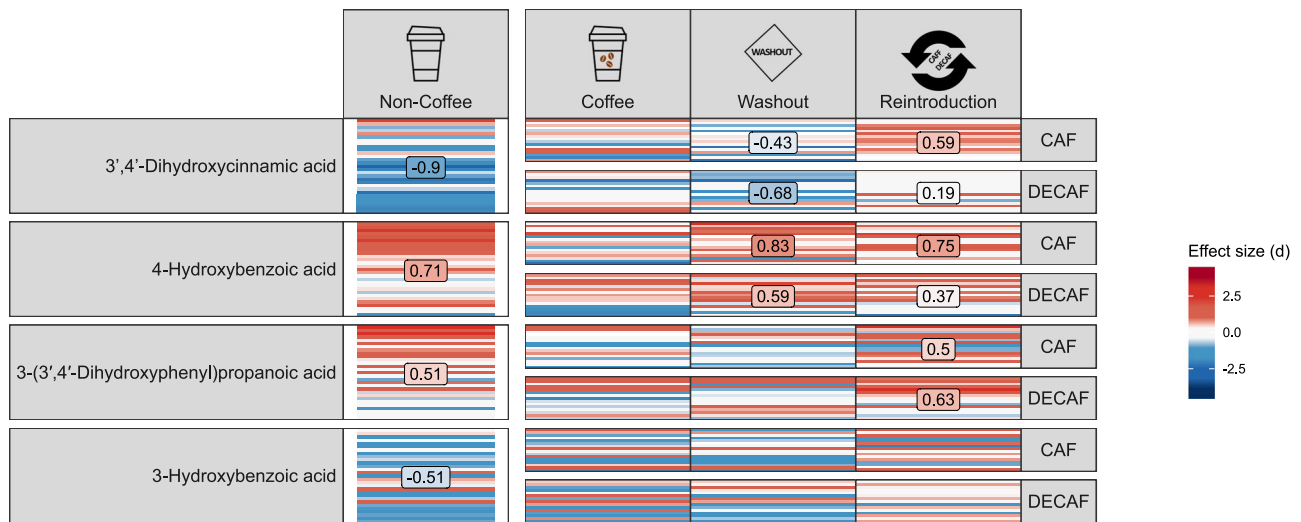 WASHOUT
CAFF
DECAF
Non-Coffee
Coffee
Washout
Reintroduction
3’,4’-Dihydroxycinnamic acid
-0.9
-0.43
0.59
CAF
-0.68
0.19
DECAF
4-Hydroxybenzoic acid
0.71
0.83
0.75
CAF
0.59
0.37
DECAF
3-(3′,4′-Dihydroxyphenyl)propanoic acid
0.51
0.5
CAF
0.63
DECAF
3-Hydroxybenzoic acid
-0.51
CAF
DECAF
Effect size (d)
2.5
0.0
-2.5